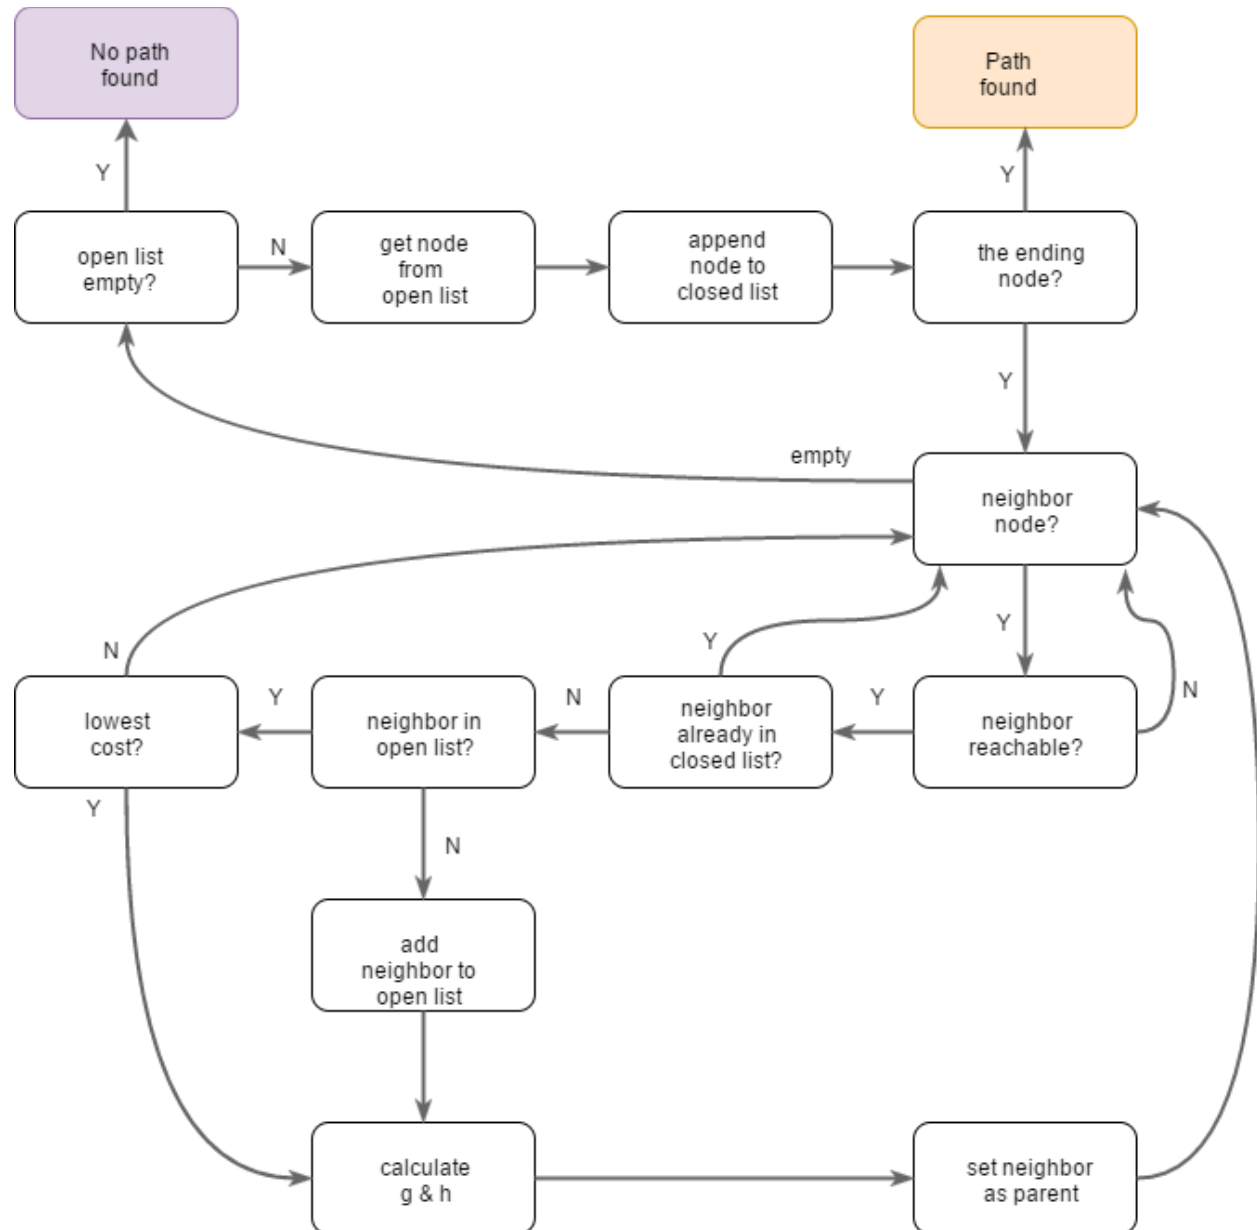 No path
found
Path
found
Y
Y
open list
empty?
N
get node
from
open list
append
node to
closed list
the ending
node?
Y
empty
neighbor
node?
Y
N
Y
N
lowest
cost?
Y
neighbor in
open list?
N
neighbor
already in
closed list?
Y
neighbor
reachable?
Y
N
add
neighbor to
open list
calculate
g & h
set neighbor
as parent